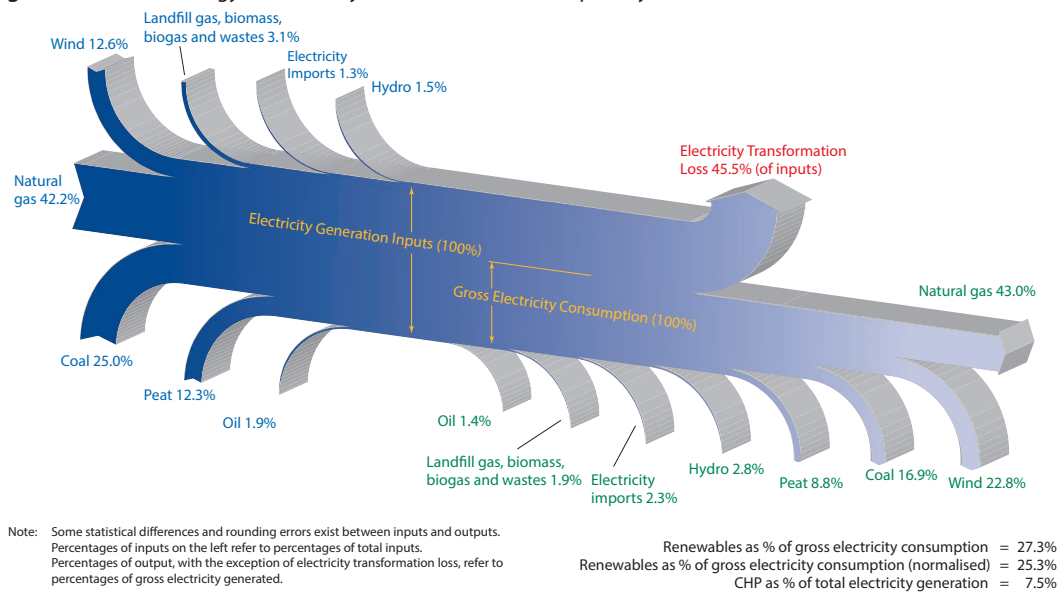 Landfill gas, biomass,
biogas and wastes 3.1%
Wind 12.6%
Electricity
Imports 1.3%
Hydro 1.5%
Electricity Transformation
Loss 45.5% (of inputs)
Natural
gas 42.2%
Electricity Generation Inputs (100%)
Gross Electricity Consumption (100%)
Natural gas 43.0%
Coal 25.0%
Peat 12.3%
Oil 1.9%
Oil 1.4%
Landfill gas, biomass,
biogas and wastes 1.9%
Electricity
imports 2.3%
Hydro 2.8%
Peat 8.8%
Coal 16.9%
Wind 22.8%
Note: Some statistical differences and rounding errors exist between inputs and outputs.
Percentages of inputs on the left refer to percentages of total inputs.
Percentages of output, with the exception of electricity transformation loss, refer to
percentages of gross electricity generated.
Renewables as % of gross electricity consumption = 27.3%
Renewables as % of gross electricity consumption (normalised) = 25.3%
CHP as % of total electricity generation = 7.5%